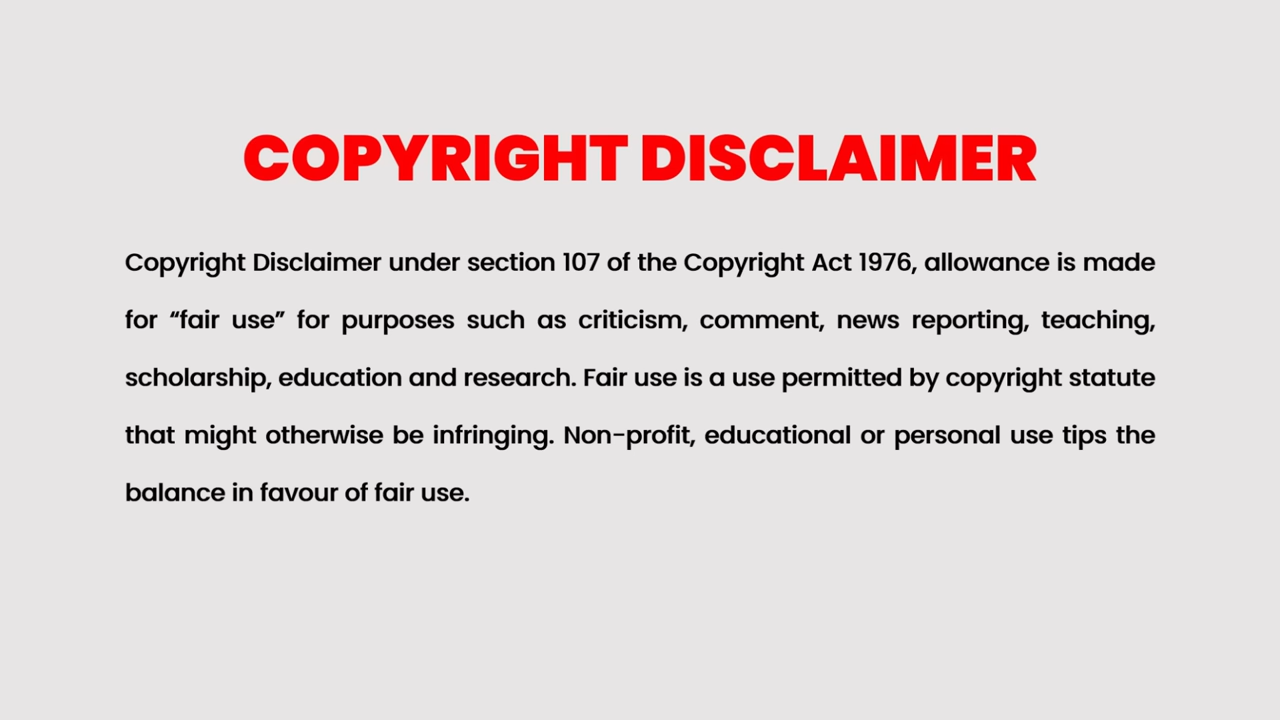 COPYRIGHT DISCLAIMER
Copyright Disclaimer under section 107 of the Copyright Act 1976, allowance is made
for “fair use” for purposes such as criticism, comment, news reporting, teaching,
scholarship, education and research. Fair use is a use permitted by copyright statute
that might otherwise be infringing. Non-profit, educational or personal use tips the
balance in favour of fair use.